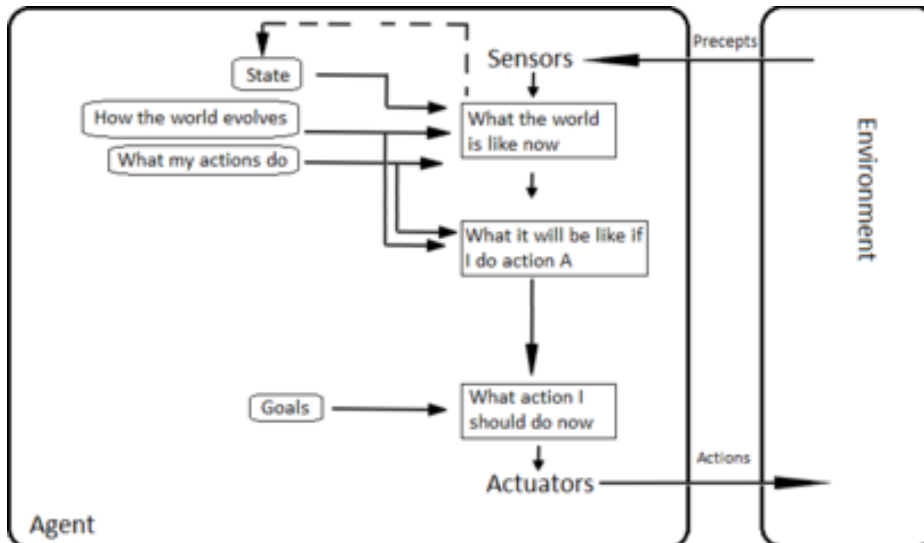 Precepts
Sensors
State
How the world evolves
What the world
is like now
What my actions do
Environment
What it will be like if
I do action A
Goals
What action I
should do now
Actions
Actuators
Agent